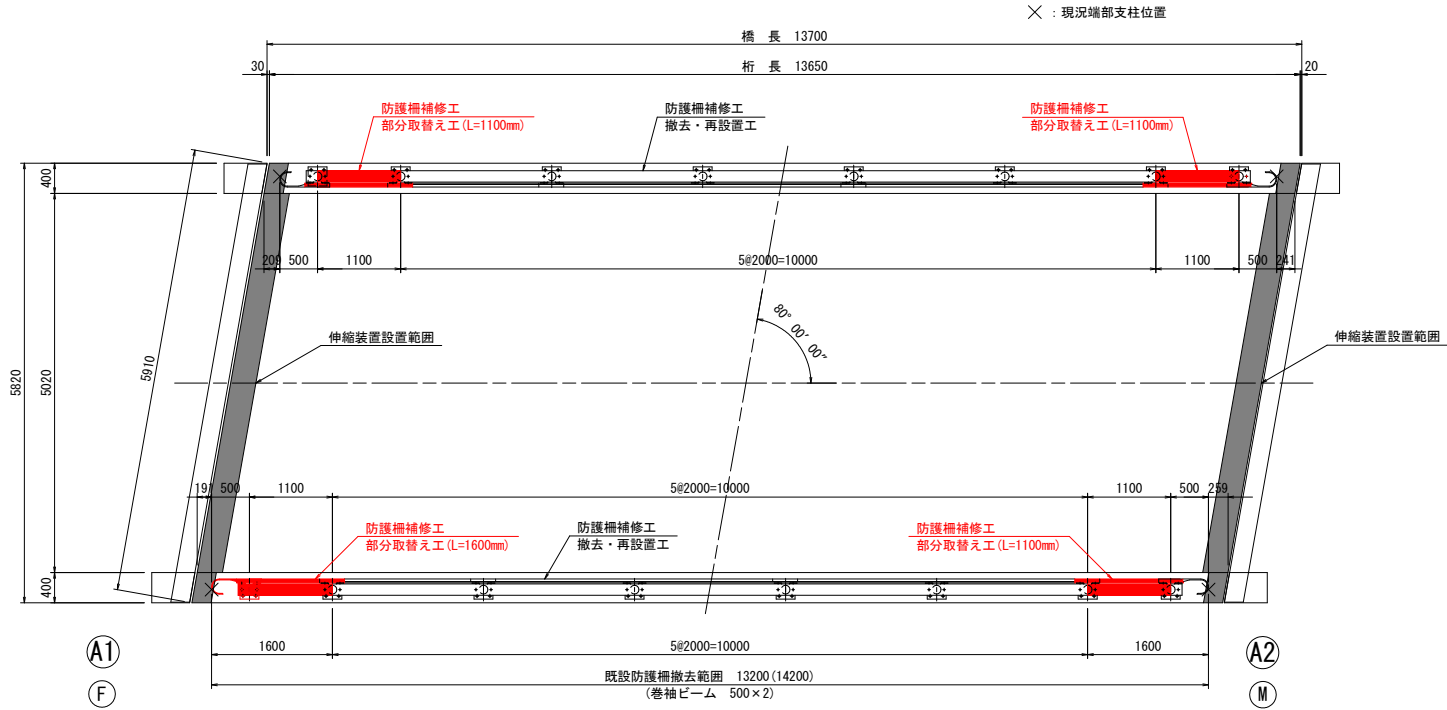 × : 現況端部支柱位置
橋 長 13700
30
桁 長 13650
20
防護柵補修工
部分取替え工(L=1100mm)
防護柵補修工
撤去・再設置工
防護柵補修工
部分取替え工(L=1100mm)
400
209
500
1100
5@2000=10000
1100
500
241
80° 00′ 00″
伸縮装置設置範囲
伸縮装置設置範囲
5910
5820
5020
191
500
1100
5@2000=10000
1100
500
259
防護柵補修工
部分取替え工(L=1600mm)
防護柵補修工
撤去・再設置工
防護柵補修工
部分取替え工(L=1100mm)
400
1600
5@2000=10000
1600
A1
A2
既設防護柵撤去範囲 13200(14200)
(巻袖ビーム 500×2)
F
M